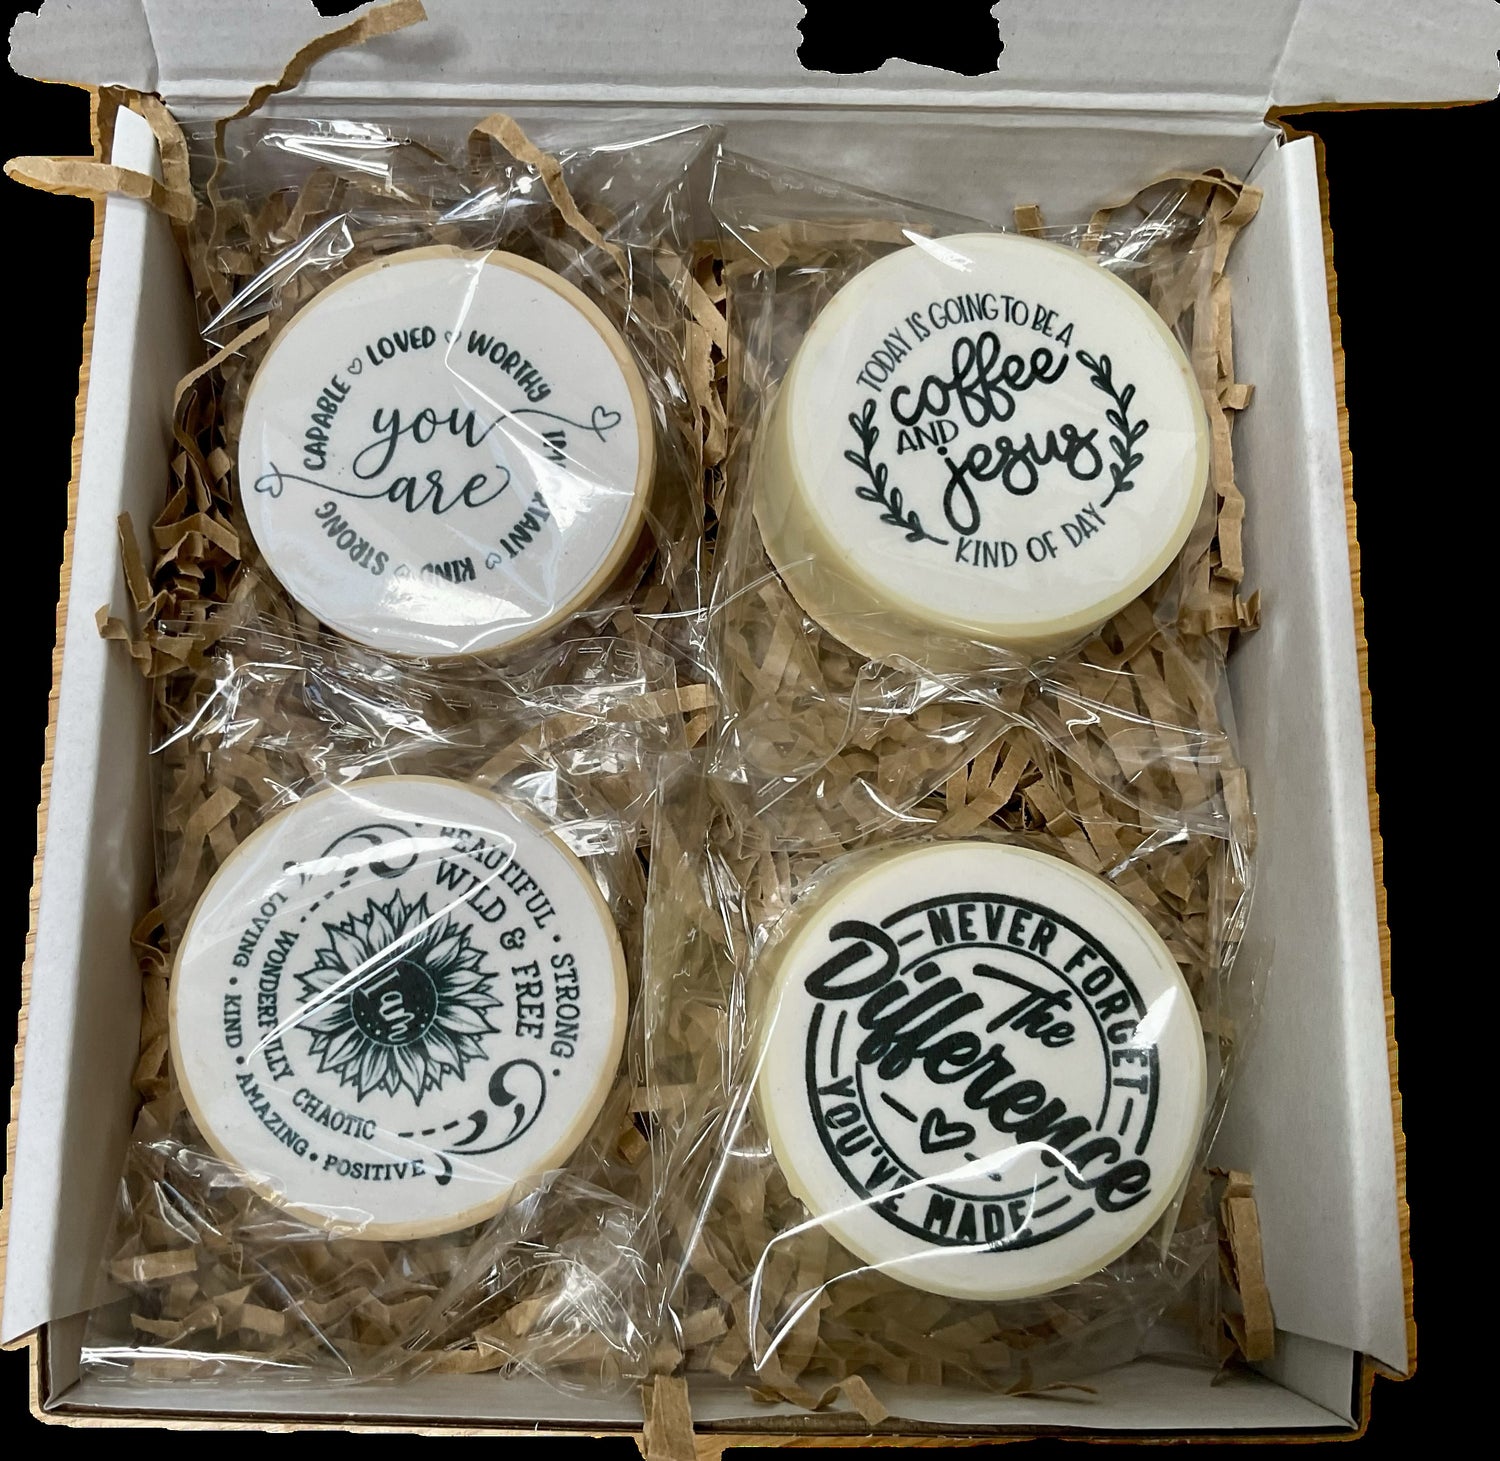 CAPABLE ♡ LOVED ♡ WORTHY
KIND ♡ STRONG
you
are
TODAY IS GOING TO BE A
coffee
AND
jesus
KIND OF DAY
BEAUTIFUL • STRONG •
WILD & FREE
I am
LOVING • KIND • AMAZING • POSITIVE
WONDERFULLY CHAOTIC
NEVER FORGET
The
Difference
YOU'VE MADE